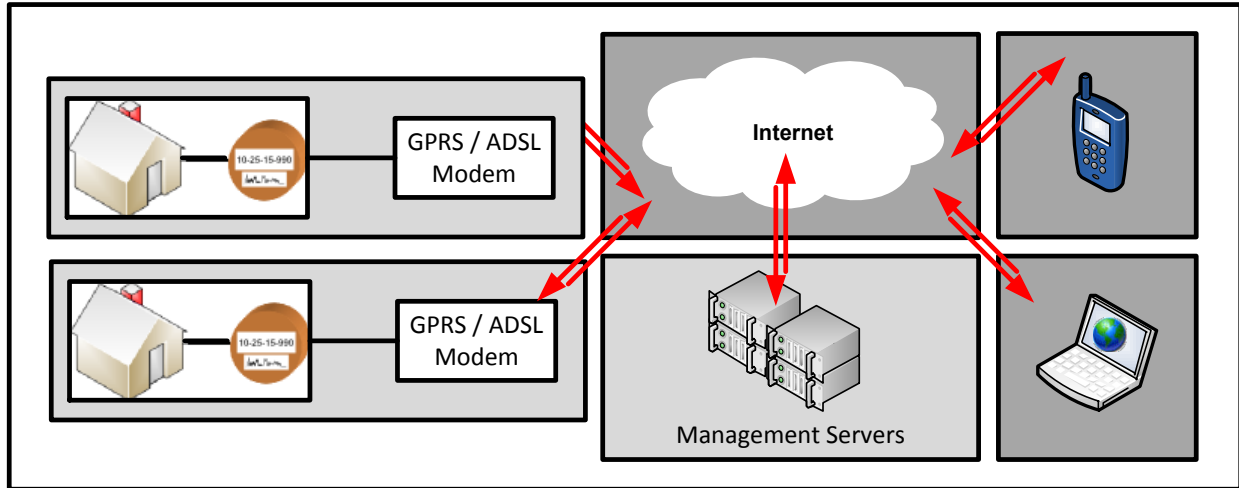 10-25-15-990
GPRS / ADSL
Modem
Internet
10-25-15-990
GPRS / ADSL
Modem
Management Servers